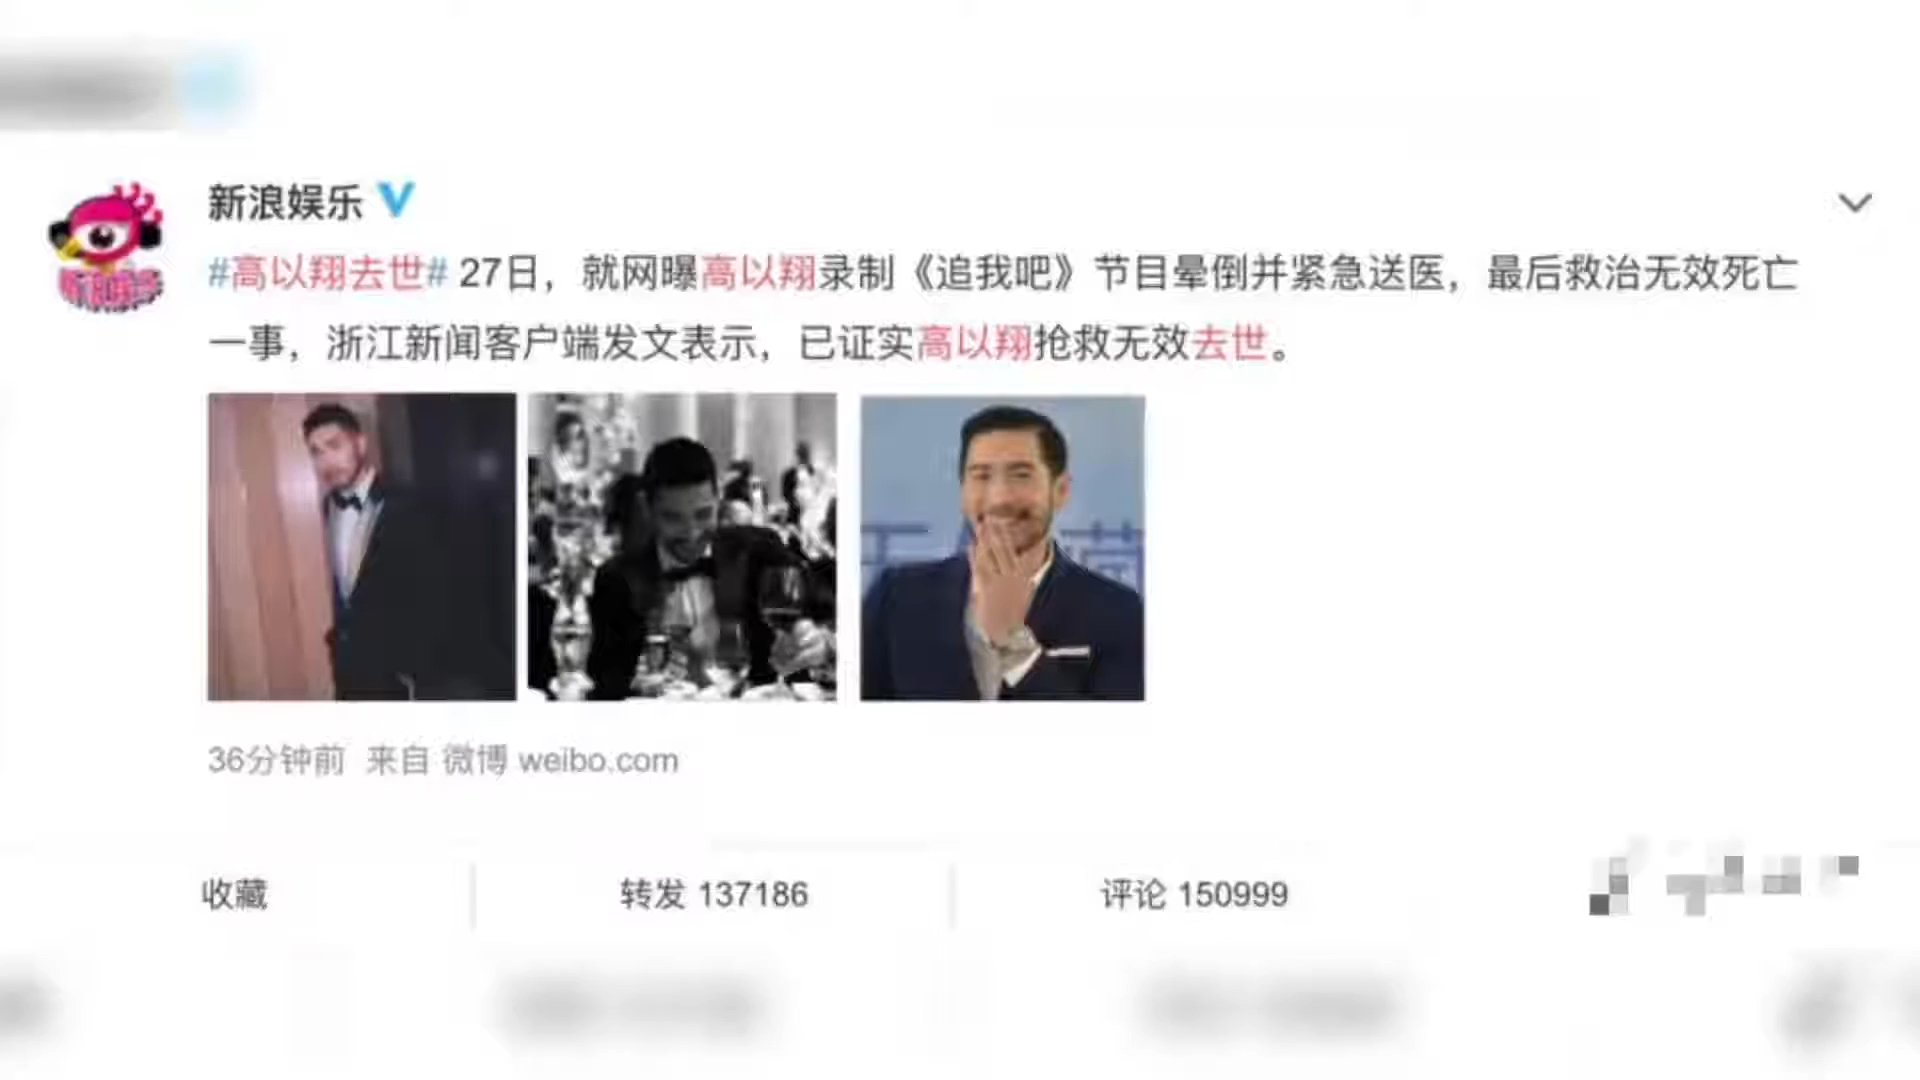 新浪娱乐
#高以翔去世# 27日，就网曝高以翔录制《追我吧》节目晕倒并紧急送医，最后救治无效死亡
一事，浙江新闻客户端发文表示，已证实高以翔抢救无效去世。
36分钟前 来自 微博 weibo.com
收藏 转发 137186 评论 150999